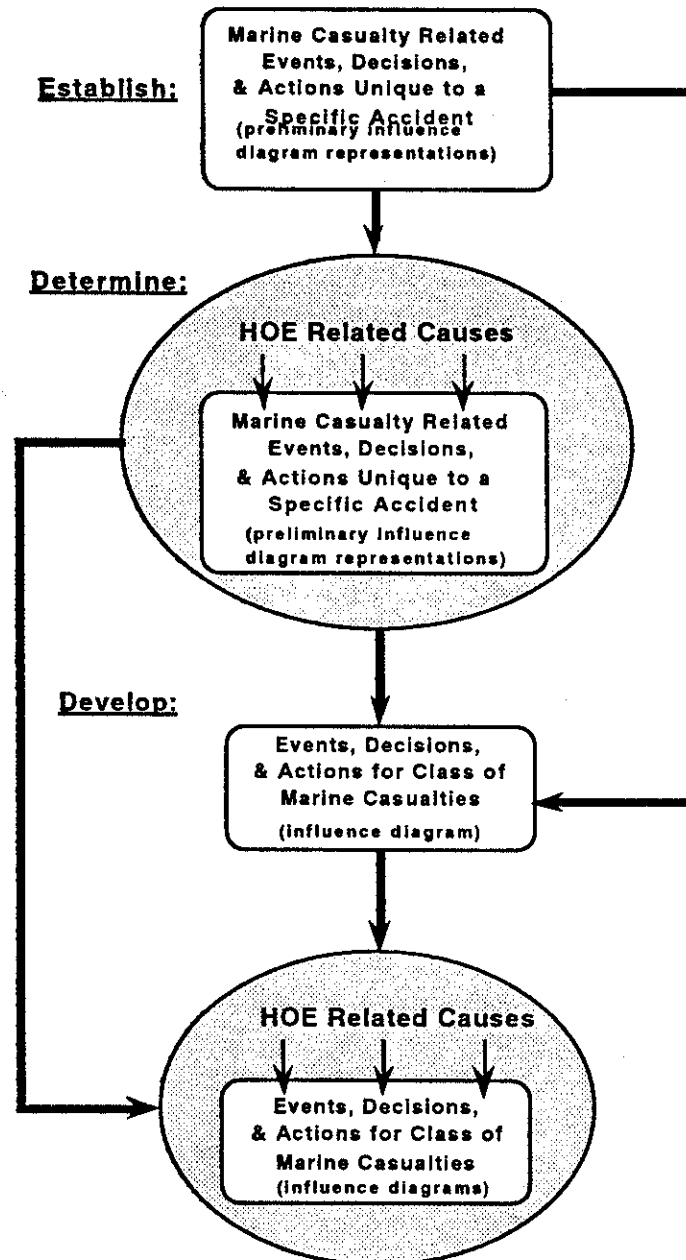 Marine Casualty Related
Events, Decisions,
Establish:
& Actions Unique to a
Specific Accident
(preliminary influence
diagram representations)
Determine:
HOE Related Causes
Marine Casualty Related
Events, Decisions,
& Actions Unique to a
Specific Accident
(preliminary influence
diagram representations)
Develop:
Events, Decisions,
& Actions for Class of
Marine Casualties
(influence diagram)
HOE Related Causes
Events, Decisions,
& Actions for Class of
Marine Casualties
(influence diagrams)